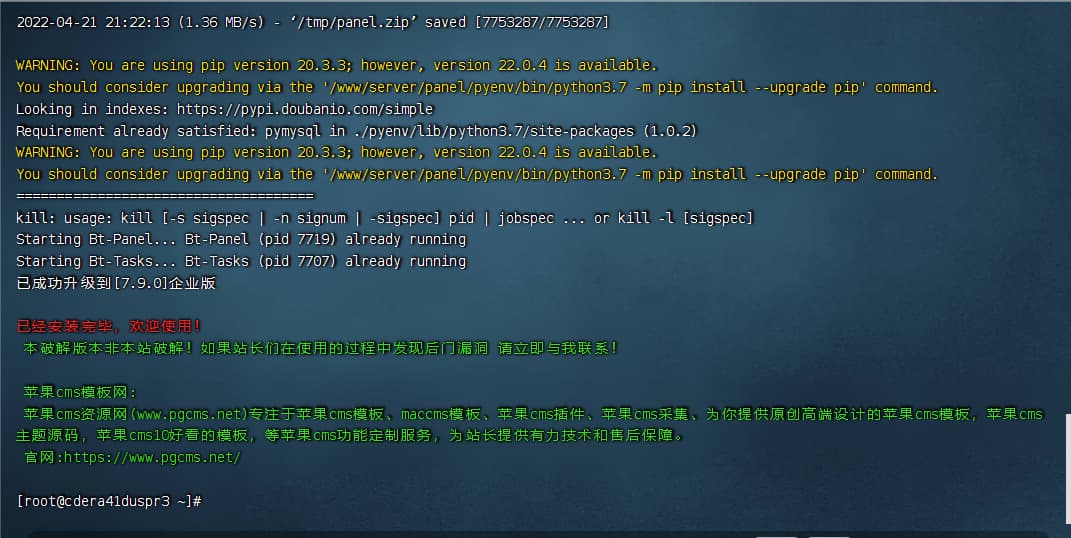 2022-04-21 21:22:13 (1.36 MB/s) - ‘/tmp/panel.zip’ saved [7753287/7753287]
WARNING: You are using pip version 20.3.3; however, version 22.0.4 is available.
You should consider upgrading via the '/www/server/panel/pyenv/bin/python3.7 -m pip install --upgrade pip' command.
Looking in indexes: https://pypi.doubanio.com/simple
Requirement already satisfied: pymysql in ./pyenv/lib/python3.7/site-packages (1.0.2)
WARNING: You are using pip version 20.3.3; however, version 22.0.4 is available.
You should consider upgrading via the '/www/server/panel/pyenv/bin/python3.7 -m pip install --upgrade pip' command.
=====================================
kill: usage: kill [-s sigspec | -n signum | -sigspec] pid | jobspec ... or kill -l [sigspec]
Starting Bt-Panel... Bt-Panel (pid 7719) already running
Starting Bt-Tasks... Bt-Tasks (pid 7707) already running
已成功升级到[7.9.0]企业版
已经安装完毕，欢迎使用！
本破解版本非本站破解！如果站长们在使用的过程中发现后门漏洞 请立即与我联系！
苹果cms模板网：
苹果cms资源网(www.pgcms.net)专注于苹果cms模板、maccms模板、苹果cms插件、苹果cms采集、为你提供原创高端设计的苹果cms模板，苹果cms
主题源码，苹果cms10好看的模板，等苹果cms功能定制服务，为站长提供有力技术和售后保障。
官网:https://www.pgcms.net/
[root@cdera41duspr3 ~]#